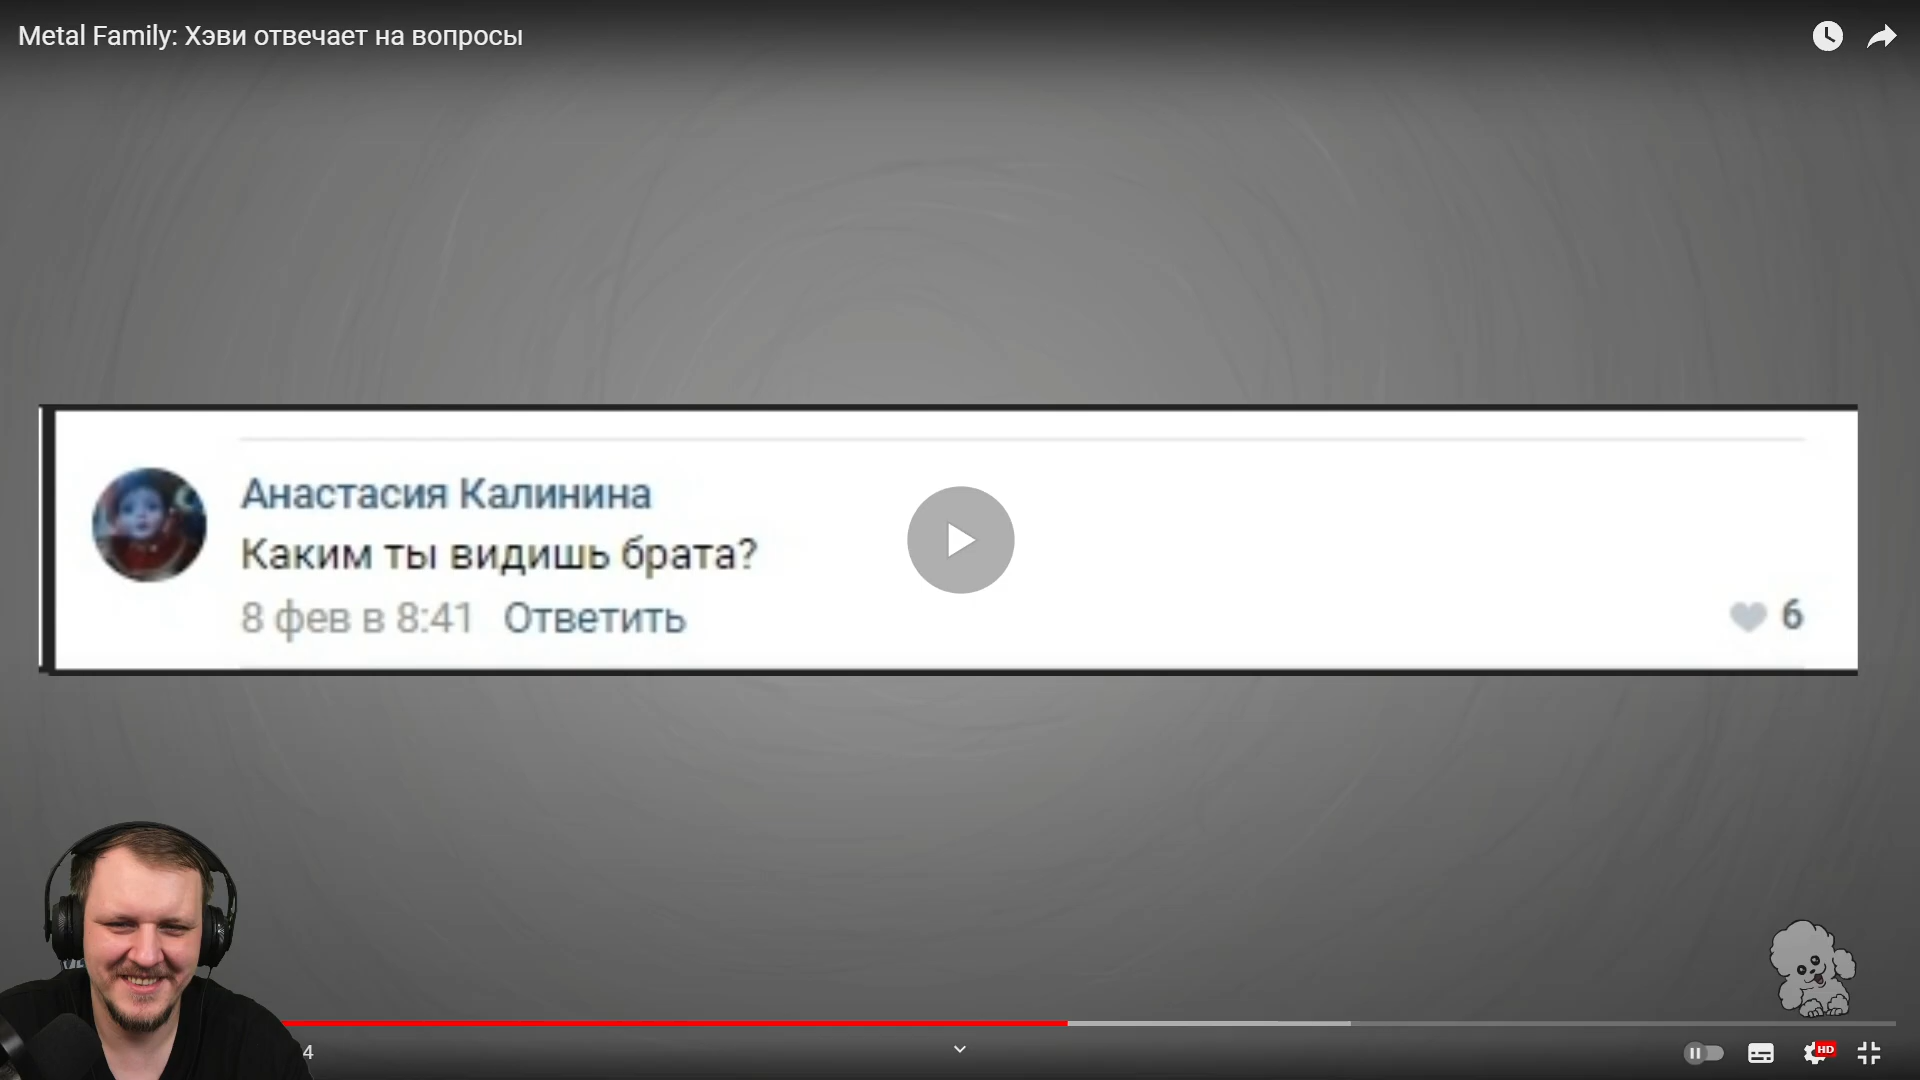 Metal Family: Хэви отвечает на вопросы
Анастасия Калинина
Каким ты видишь брата?
8 фев в 8:41 Ответить
6
4
HD